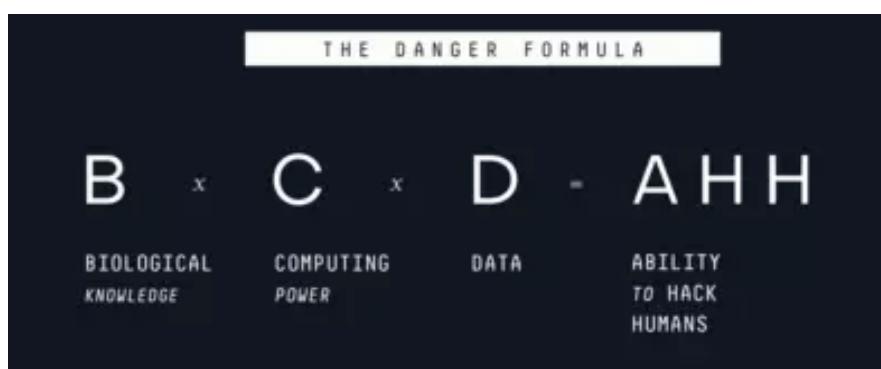 THE DANGER FORMULA
B x C x D = AHH
BIOLOGICAL COMPUTING DATA ABILITY
KNOWLEDGE POWER TO HACK
HUMANS